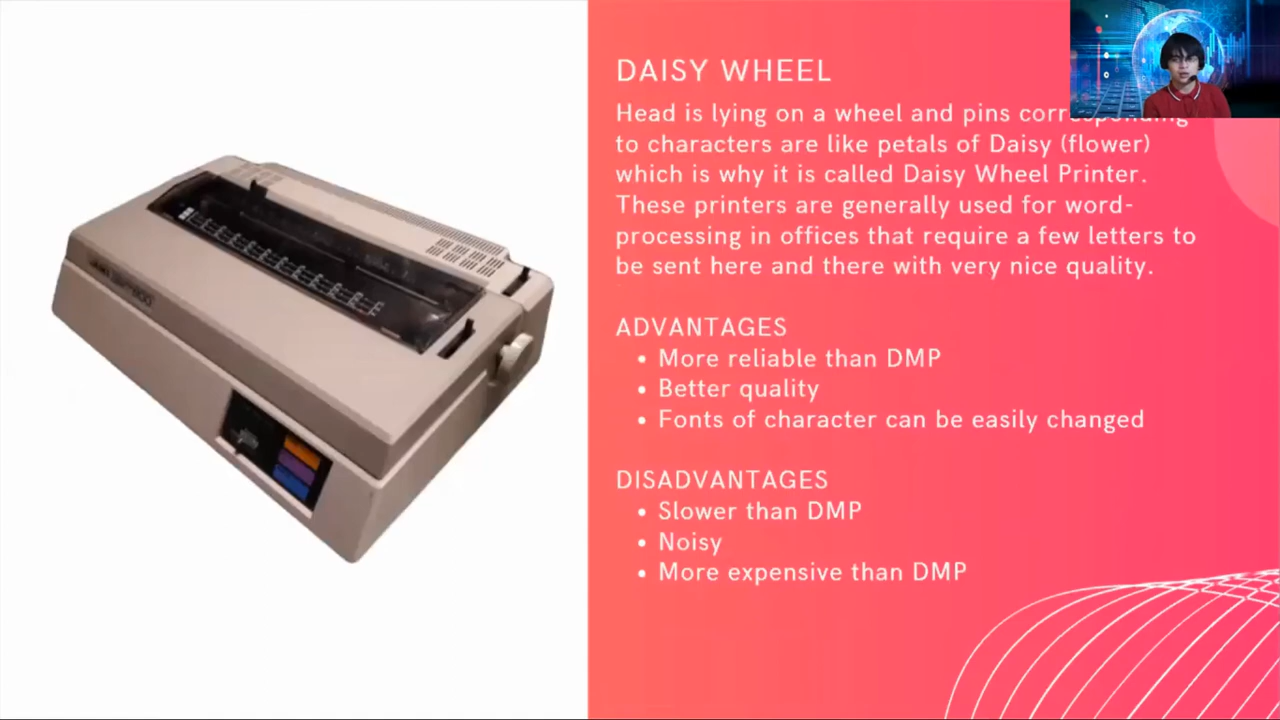 DAISY WHEEL
Head is lying on a wheel and pins corresponding
to characters are like petals of Daisy (flower)
which is why it is called Daisy Wheel Printer.
These printers are generally used for word-
processing in offices that require a few letters to
be sent here and there with very nice quality.
ADVANTAGES
• More reliable than DMP
• Better quality
• Fonts of character can be easily changed
DISADVANTAGES
• Slower than DMP
• Noisy
• More expensive than DMP